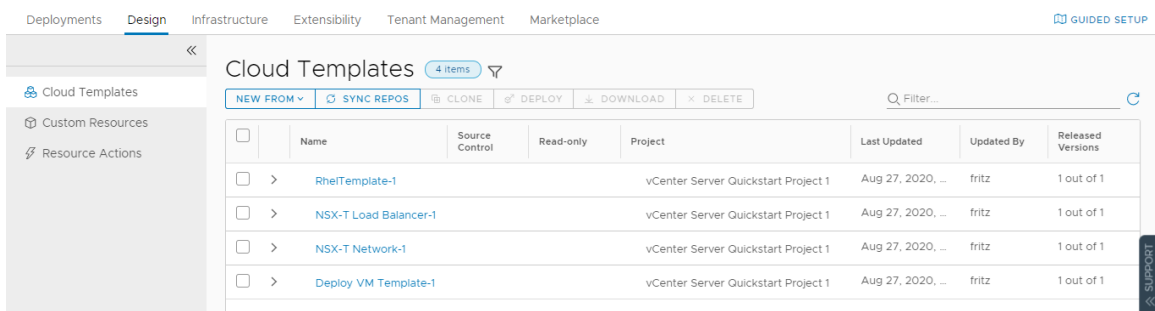 Deployments Design Infrastructure Extensibility Tenant Management Marketplace GUIDED SETUP
Cloud Templates
Custom Resources
Resource Actions
Cloud Templates 4 items
NEW FROM SYNC REPOS CLONE DEPLOY DOWNLOAD DELETE Filter...
Name Source Control Read-only Project Last Updated Updated By Released Versions
RhelTemplate-1 vCenter Server Quickstart Project 1 Aug 27, 2020, ... fritz 1 out of 1
NSX-T Load Balancer-1 vCenter Server Quickstart Project 1 Aug 27, 2020, ... fritz 1 out of 1
NSX-T Network-1 vCenter Server Quickstart Project 1 Aug 27, 2020, ... fritz 1 out of 1
Deploy VM Template-1 vCenter Server Quickstart Project 1 Aug 27, 2020, ... fritz 1 out of 1
SUPPORT